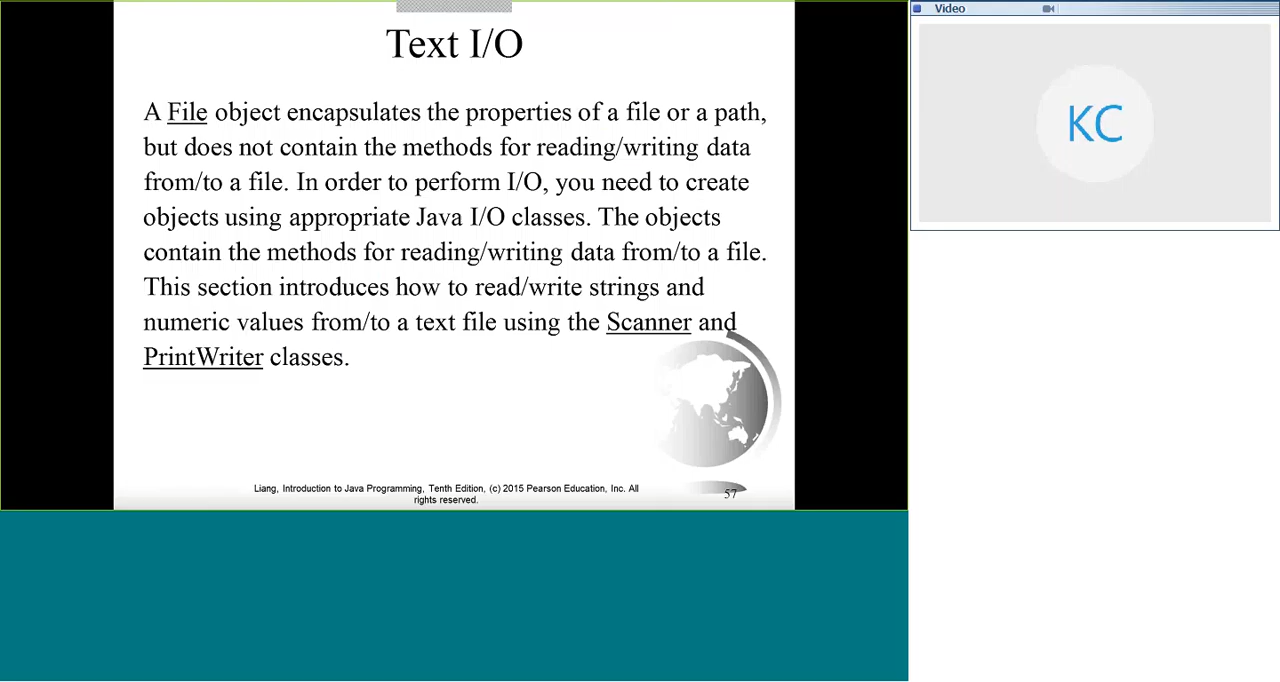 Text I/O
A File object encapsulates the properties of a file or a path,
but does not contain the methods for reading/writing data
from/to a file. In order to perform I/O, you need to create
objects using appropriate Java I/O classes. The objects
contain the methods for reading/writing data from/to a file.
This section introduces how to read/write strings and
numeric values from/to a text file using the Scanner and
PrintWriter classes.
Liang, Introduction to Java Programming, Tenth Edition, (c) 2015 Pearson Education, Inc. All
rights reserved.
57
Video
KC